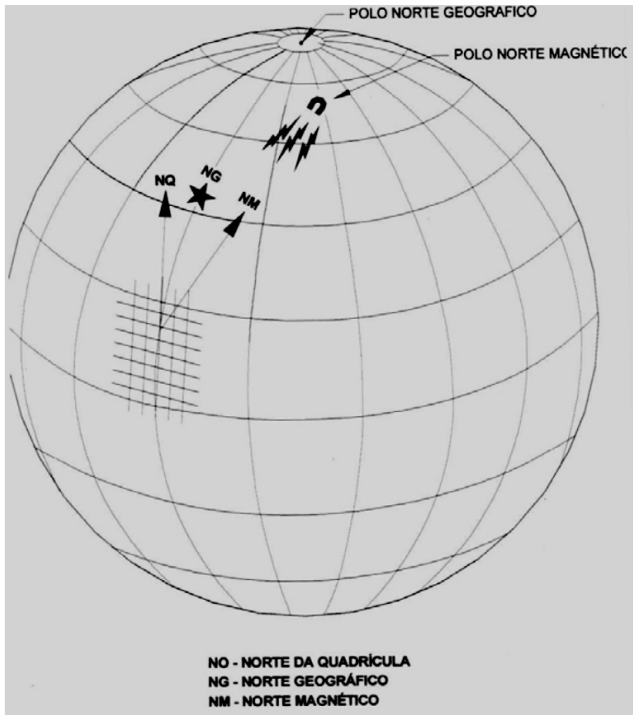 POLO NORTE GEOGRAFICO
POLO NORTE MAGNÉTICO
NQ
NG
NM
NO - NORTE DA QUADRÍCULA
NG - NORTE GEOGRÁFICO
NM - NORTE MAGNÉTICO